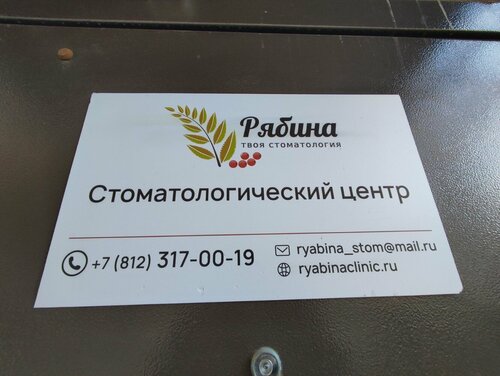 Рябина
твоя стоматология
Стоматологический центр
+7 (812) 317-00-19
ryabina_stom@mail.ru
ryabinaclinic.ru